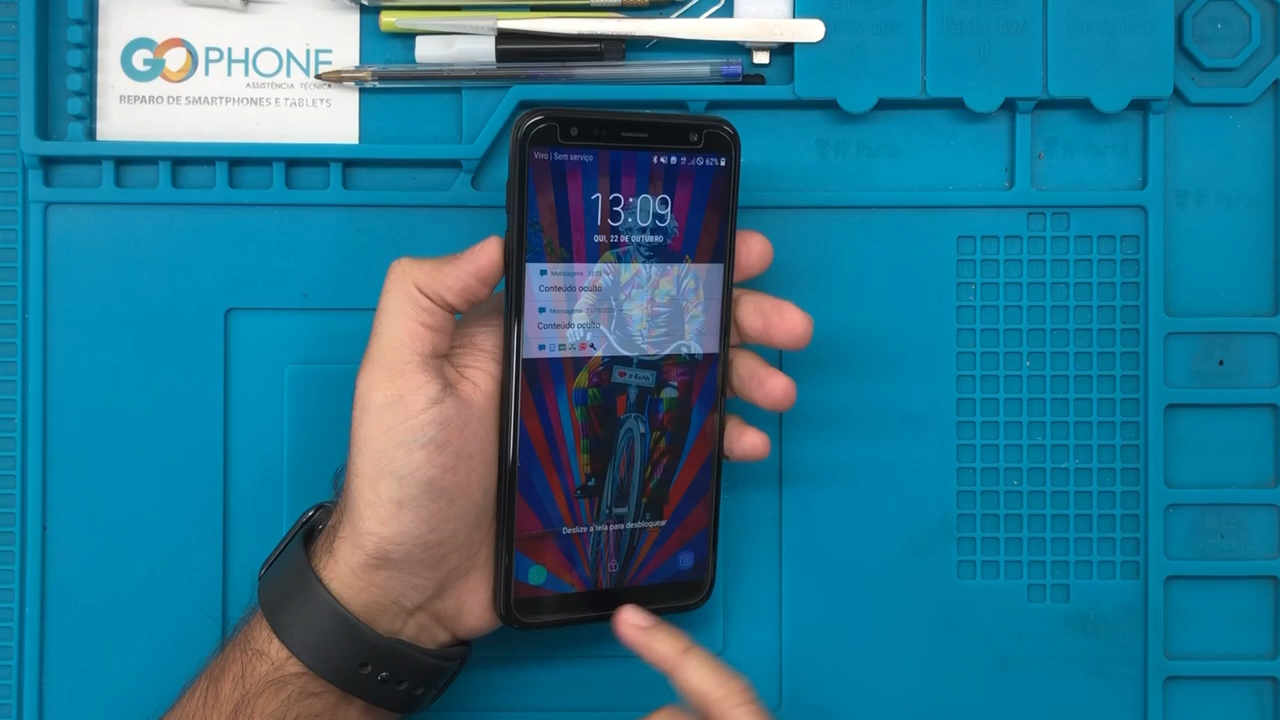 GOPHONE
ASSISTÊNCIA TÉCNICA
REPARO DE SMARTPHONES E TABLETS
Vivo | Sem serviço
62%
13:09
QUI, 22 DE OUTUBRO
Mensagens
Conteúdo oculto
Mensagens
Conteúdo oculto
Deslize a tela para desbloquear